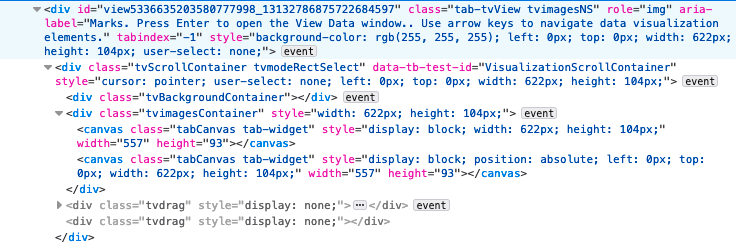 <div id="view5336635203580777998_13132786875722684597" class="tab-tvView tvimagesNS" role="img" aria-
label="Marks. Press Enter to open the View Data window.. Use arrow keys to navigate data visualization
elements." tabindex="-1" style="background-color: rgb(255, 255, 255); left: 0px; top: 0px; width: 622px;
height: 104px; user-select: none;"> event
<div class="tvScrollContainer tvmodeRectSelect" data-tb-test-id="VisualizationScrollContainer"
style="cursor: pointer; user-select: none; left: 0px; top: 0px; width: 622px; height: 104px;"> event
<div class="tvBackgroundContainer"></div> event
<div class="tvimagesContainer" style="width: 622px; height: 104px;"> event
<canvas class="tabCanvas tab-widget" style="display: block; width: 622px; height: 104px;"
width="557" height="93"></canvas>
<canvas class="tabCanvas tab-widget" style="display: block; position: absolute; left: 0px; top:
0px; width: 622px; height: 104px;" width="557" height="93"></canvas>
</div>
<div class="tvdrag" style="display: none;">⋯</div> event
<div class="tvdrag" style="display: none;"></div>
</div>